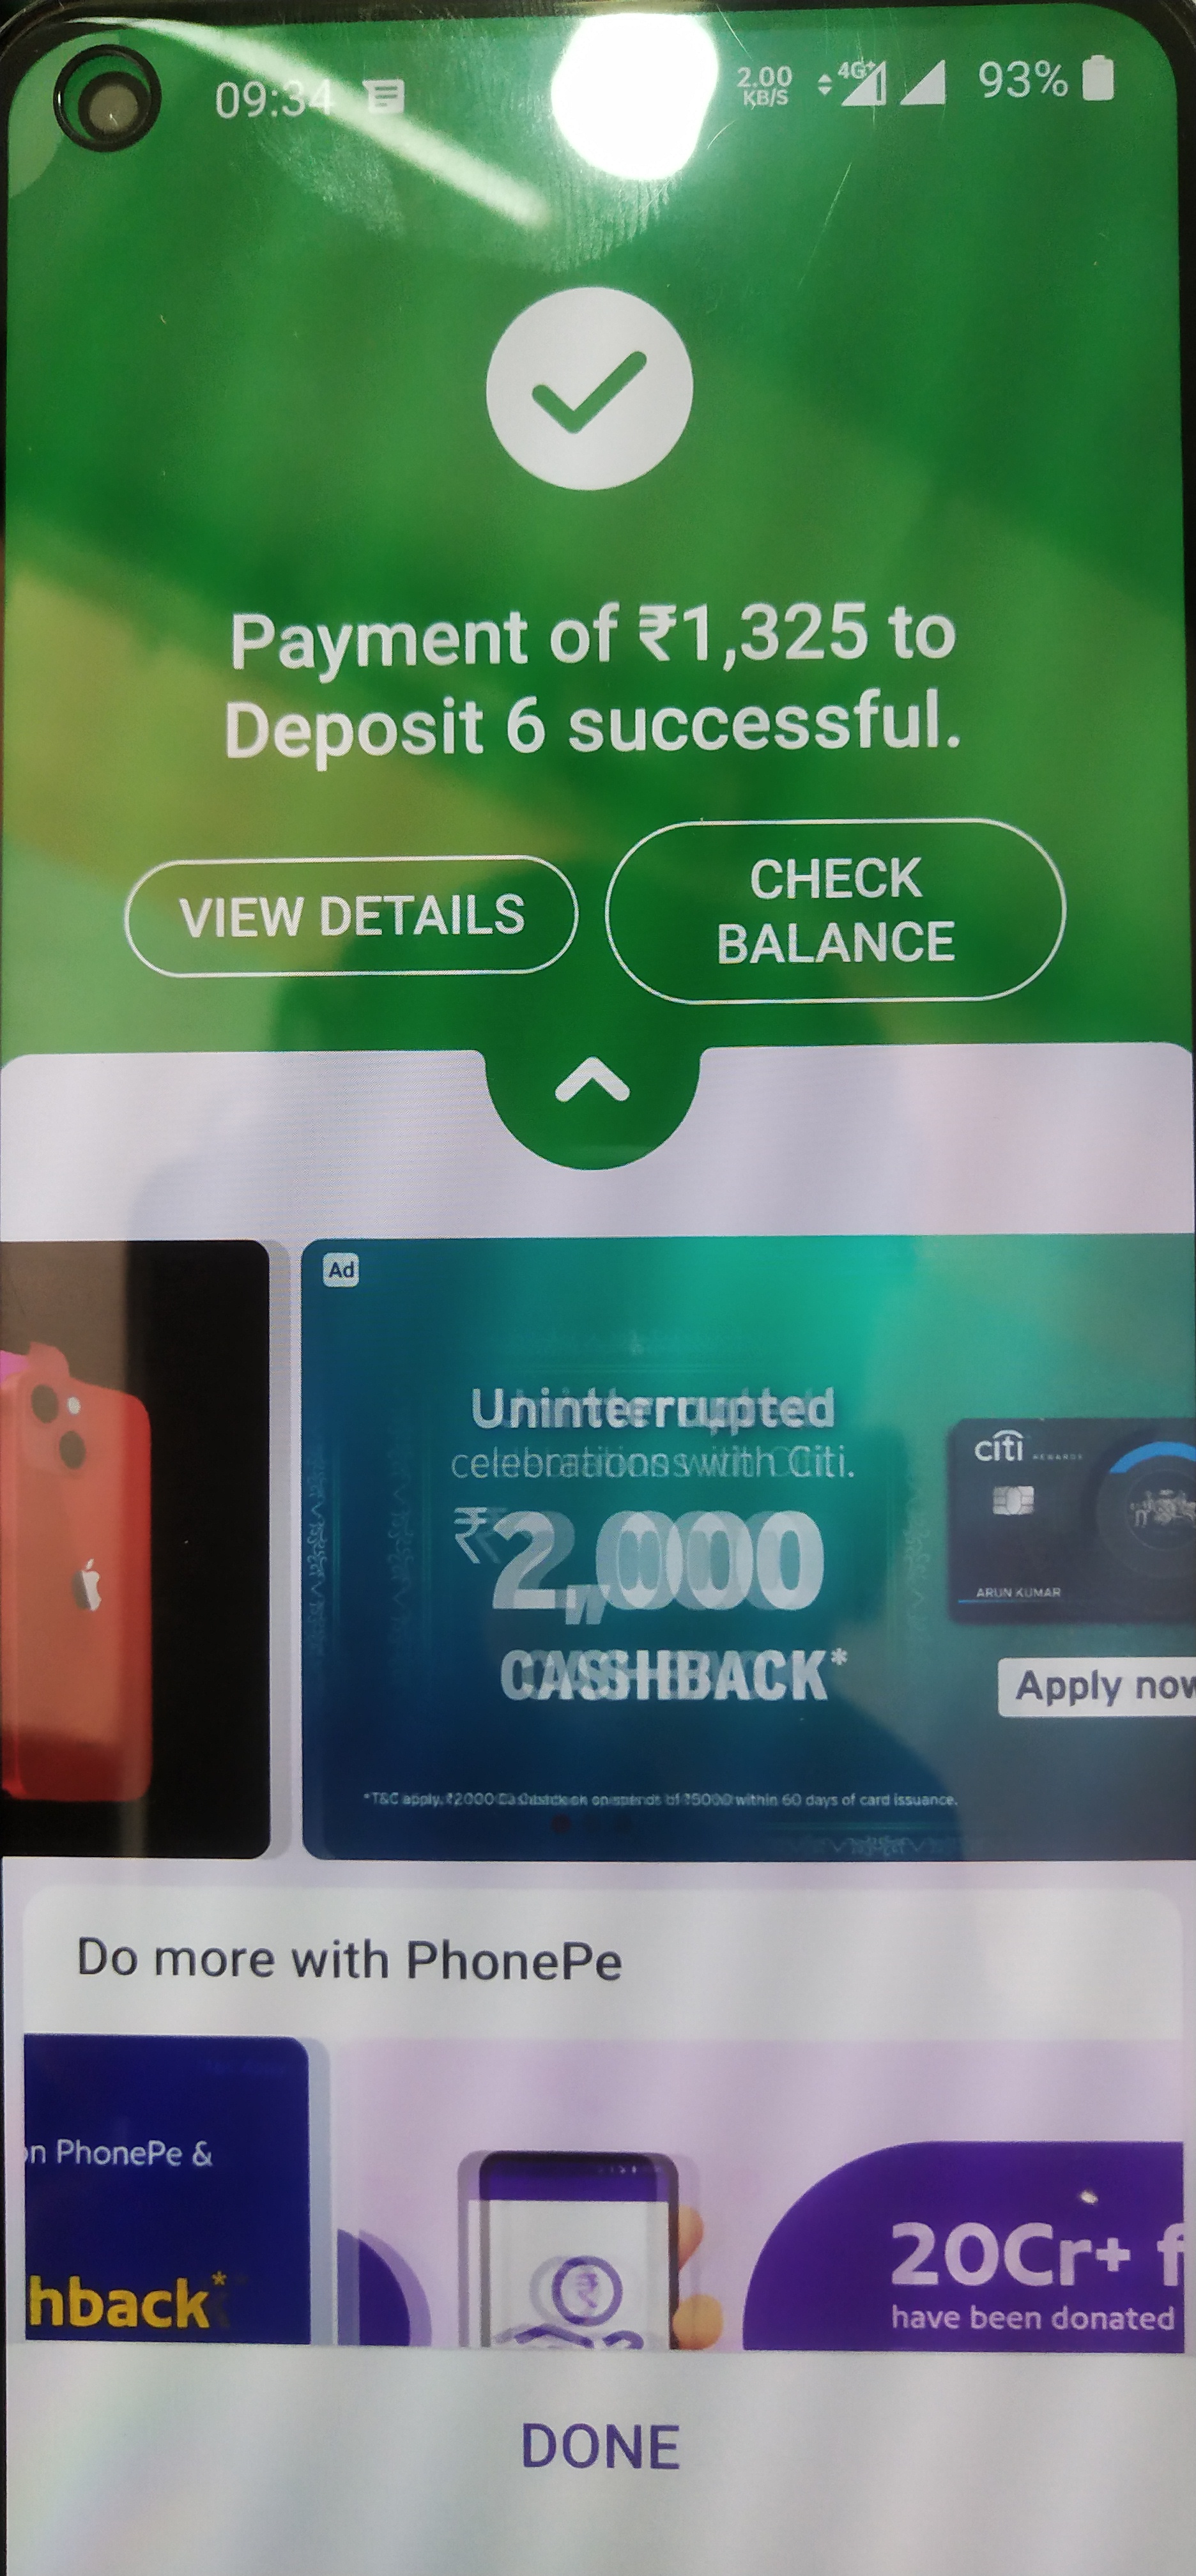 09:34
2.00
KB/S
4G+
93%
Payment of ₹1,325 to
Deposit 6 successful.
VIEW DETAILS
CHECK
BALANCE
Ad
Uninterrupted
celebrations with Citi.
₹2,000
CASHBACK*
citi
REWARDS
ARUN KUMAR
Apply now
*T&C apply, ₹2000 Cashback on spends of ₹5000 within 60 days of card issuance.
Do more with PhonePe
on PhonePe &
hback*
20Cr+ f
have been donated
DONE